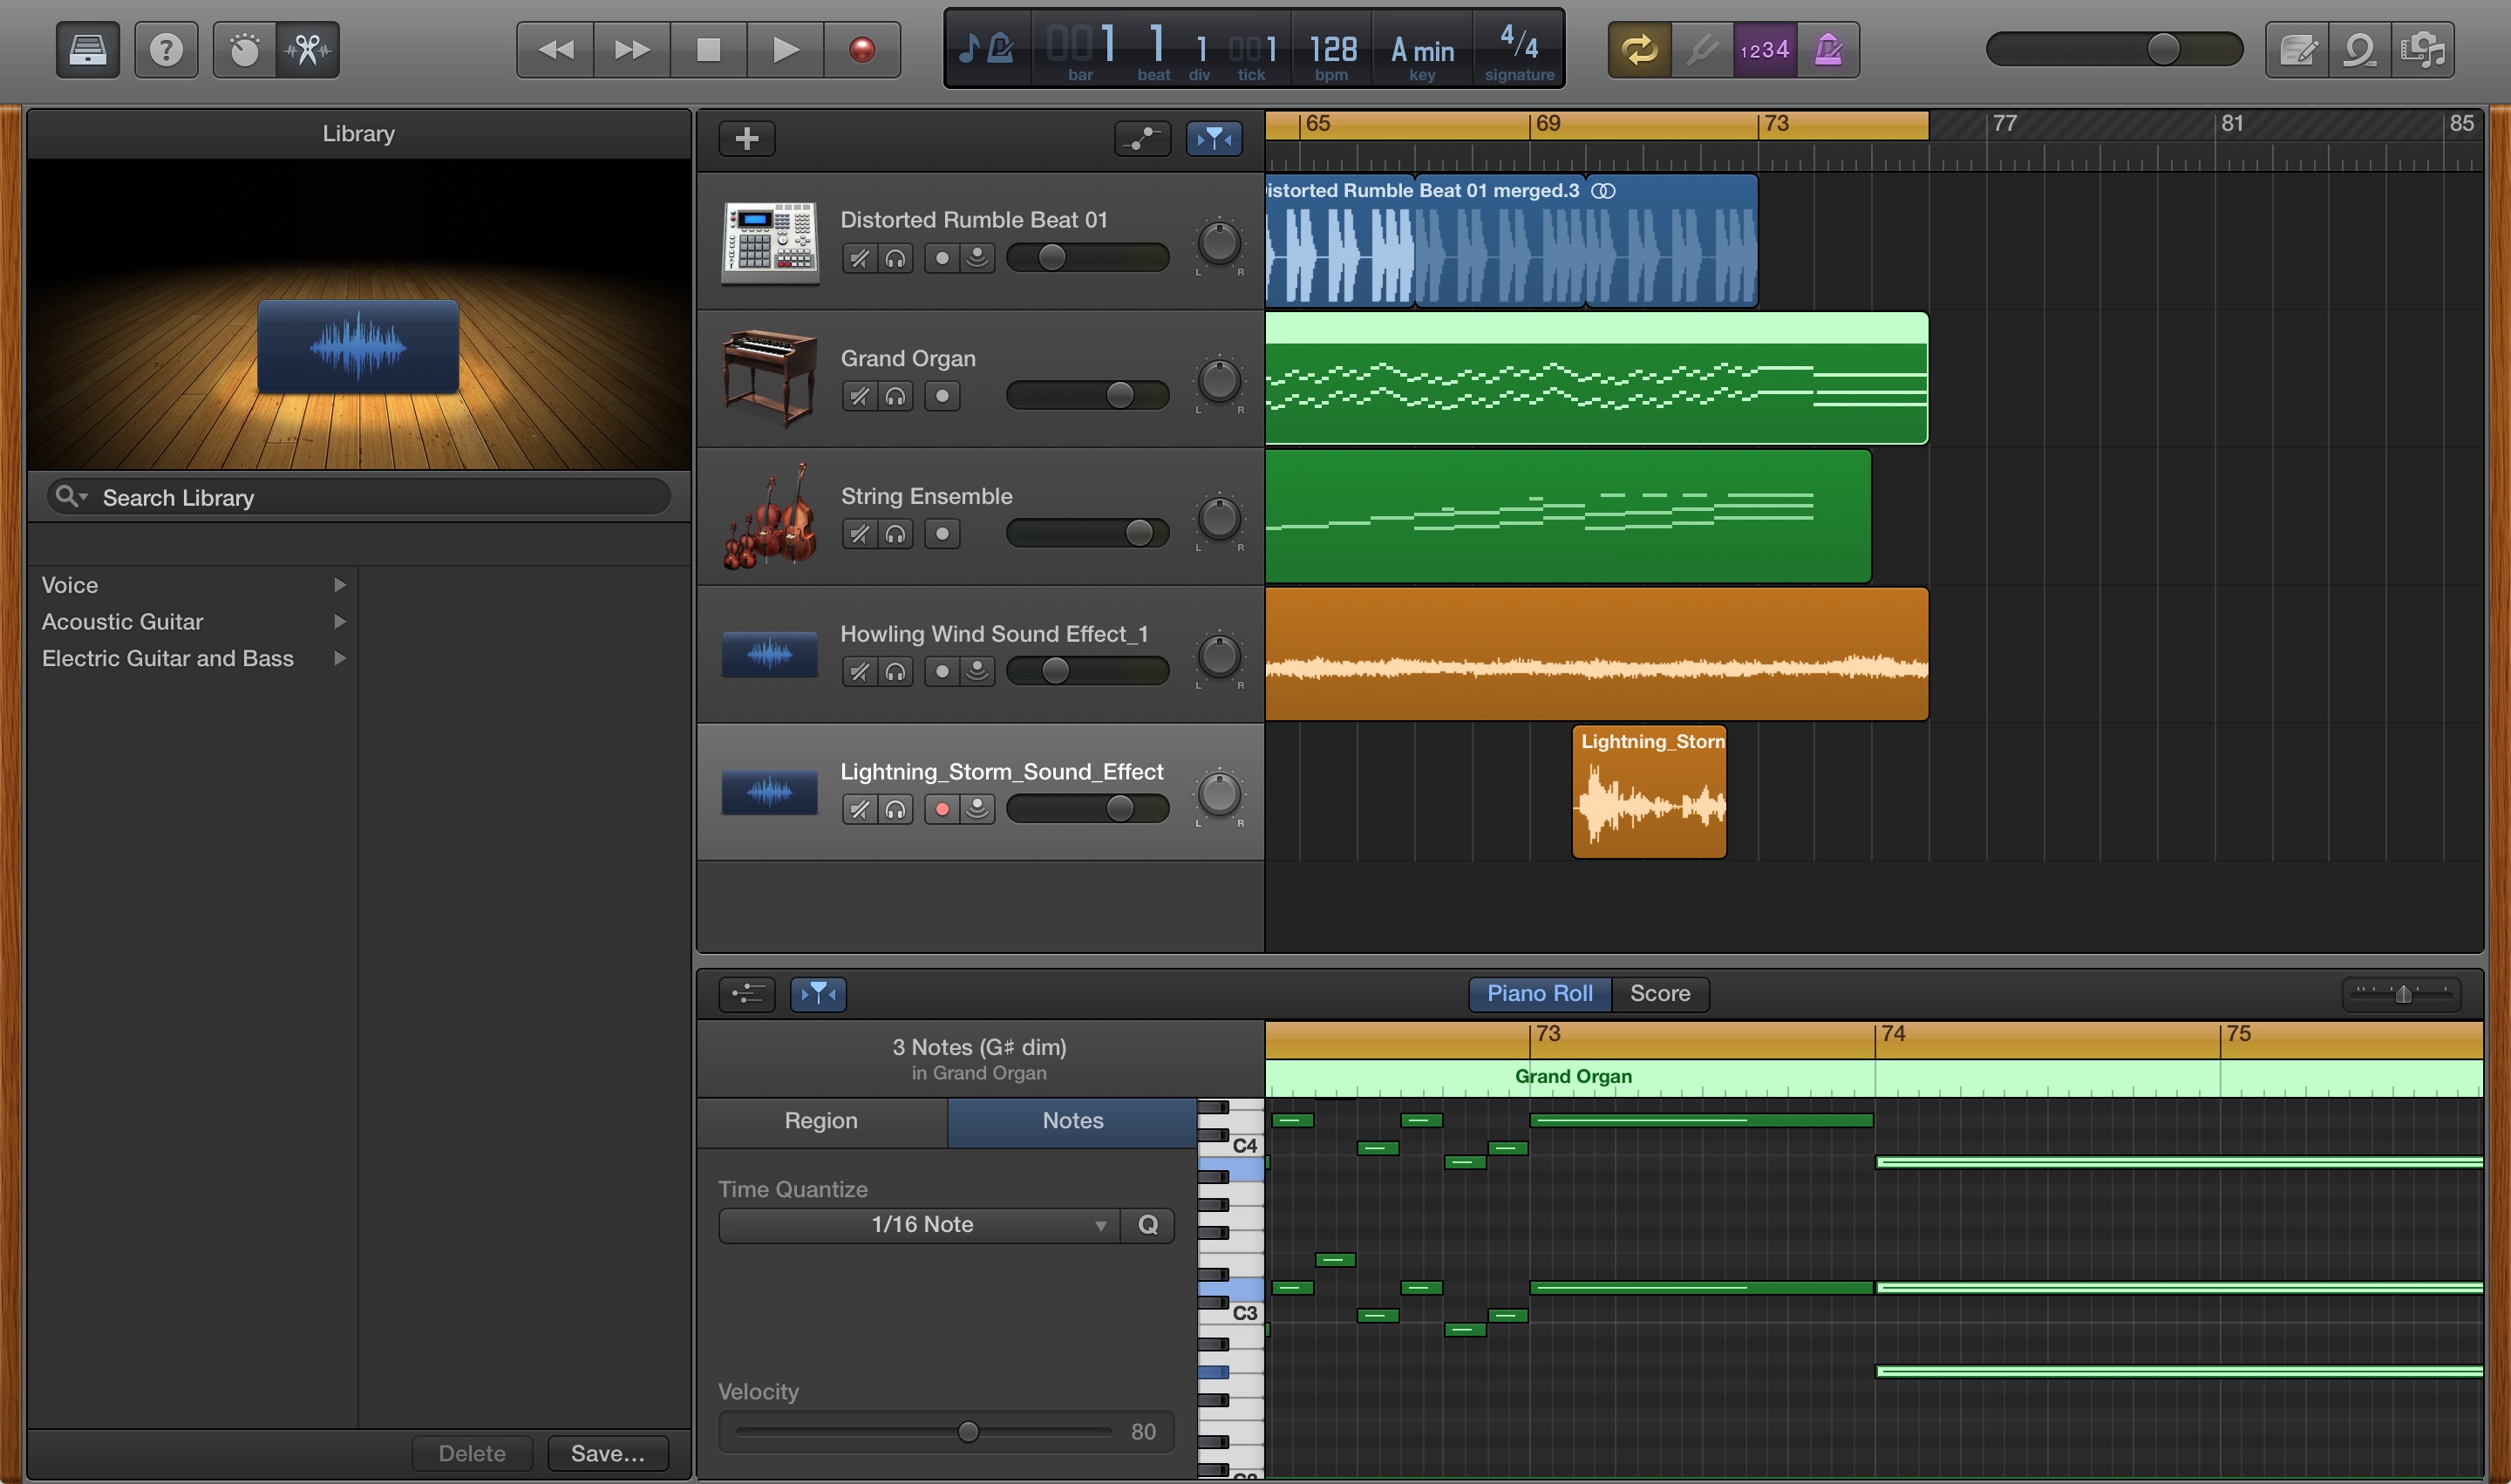 001 1 1 001 128 A min 4/4
bar beat div tick bpm key signature
1234
Library
Search Library
Voice
Acoustic Guitar
Electric Guitar and Bass
Delete
Save...
65 69 73 77 81 85
Distorted Rumble Beat 01
L R
istorted Rumble Beat 01 merged.3
Grand Organ
L R
String Ensemble
L R
Howling Wind Sound Effect_1
L R
Lightning_Storm_Sound_Effect
L R
Lightning_Storn
Piano Roll Score
3 Notes (G♯ dim)
in Grand Organ
73 74 75
Grand Organ
Region Notes
Time Quantize
1/16 Note Q
Velocity
80
C4
C3